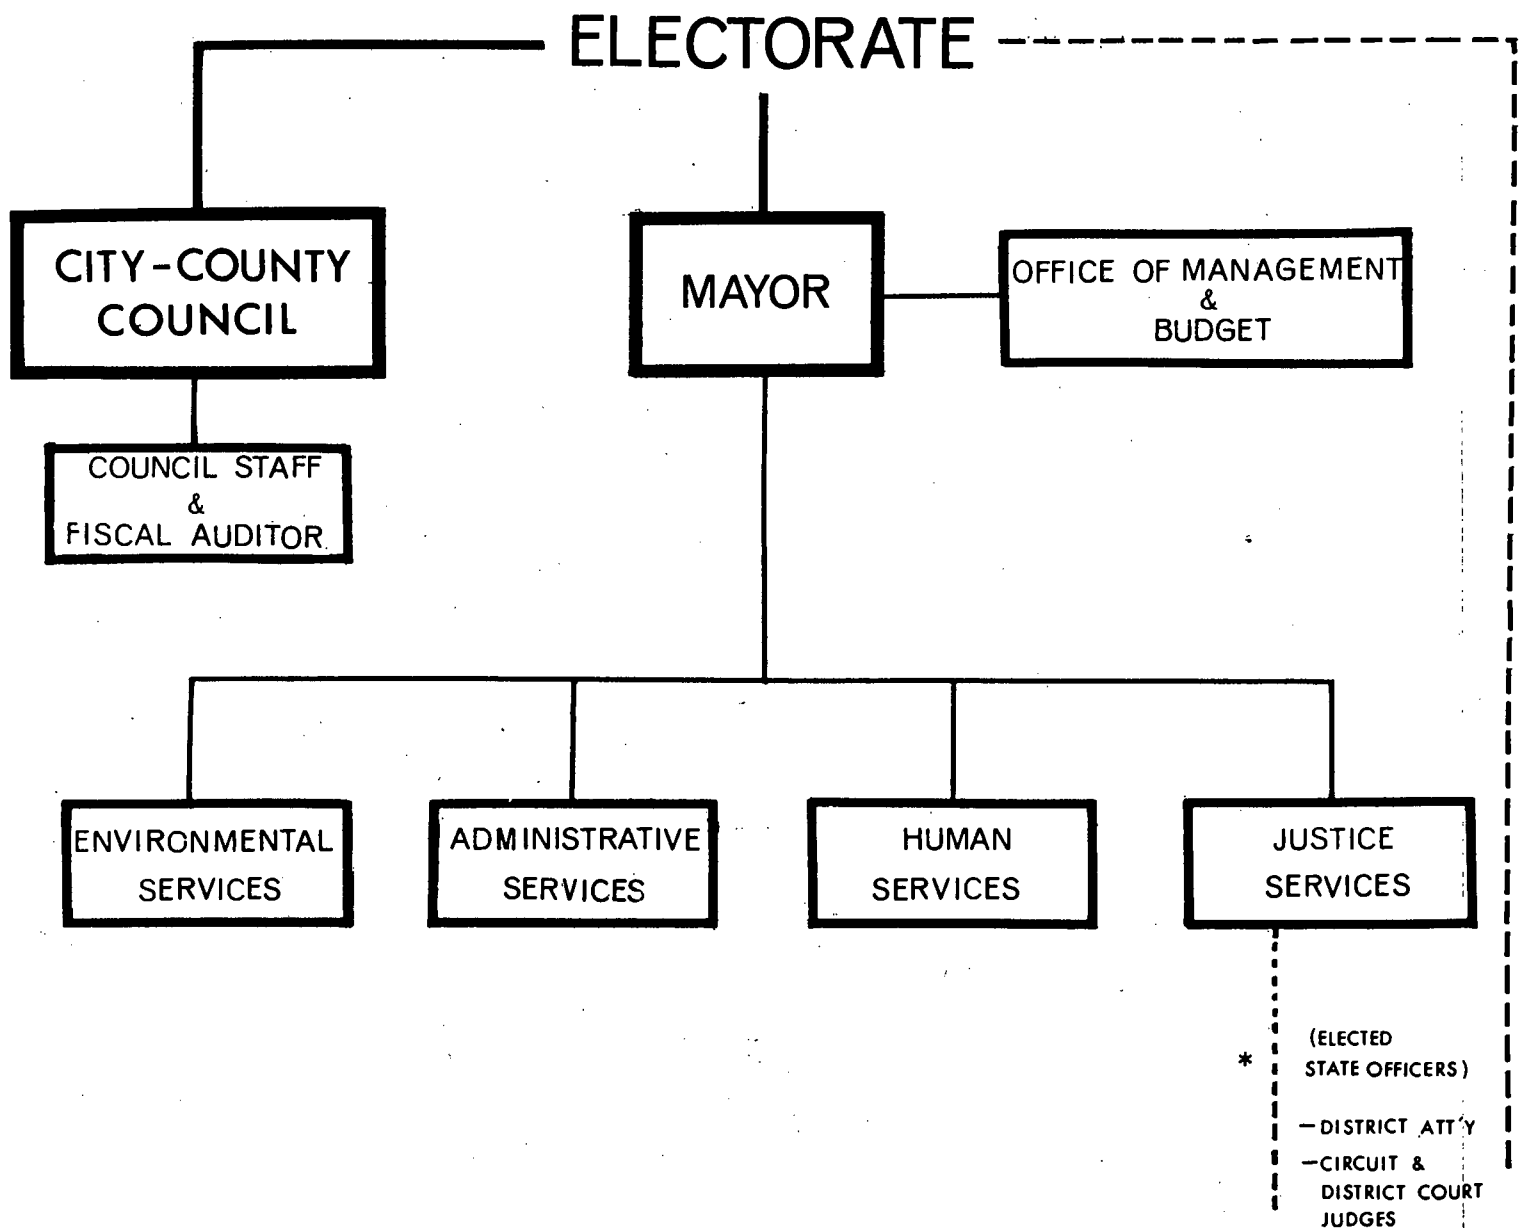 ELECTORATE
CITY-COUNTY
COUNCIL
MAYOR
OFFICE OF MANAGEMENT
&
BUDGET
COUNCIL STAFF
&
FISCAL AUDITOR
ENVIRONMENTAL
SERVICES
ADMINISTRATIVE
SERVICES
HUMAN
SERVICES
JUSTICE
SERVICES
*
(ELECTED
STATE OFFICERS)
—DISTRICT ATT'Y
—CIRCUIT &
DISTRICT COURT
JUDGES